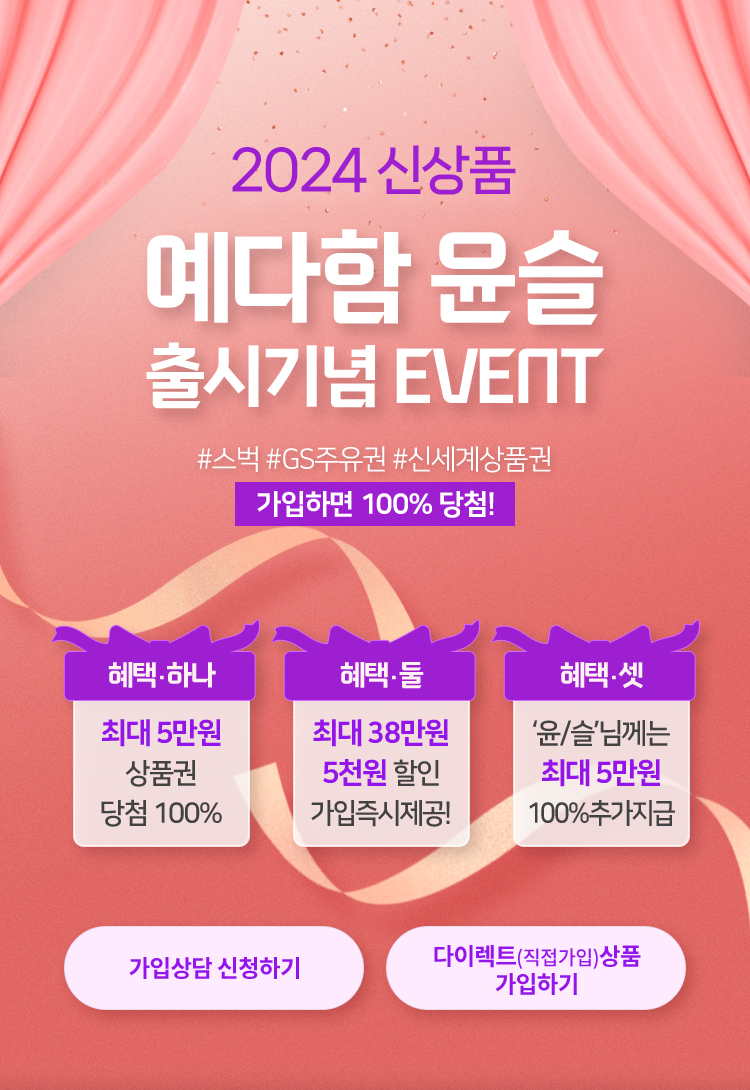 2024 신상품
예다함 윤슬
출시기념 EVENT
#스벅 #GS주유권 #신세계상품권
가입하면 100% 당첨!
혜택·하나
최대 5만원
상품권
당첨 100%
혜택·둘
최대 38만원
5천원 할인
가입즉시제공!
혜택·셋
‘윤/슬’님께는
최대 5만원
100%추가지급
가입상담 신청하기
다이렉트(직접가입)상품
가입하기